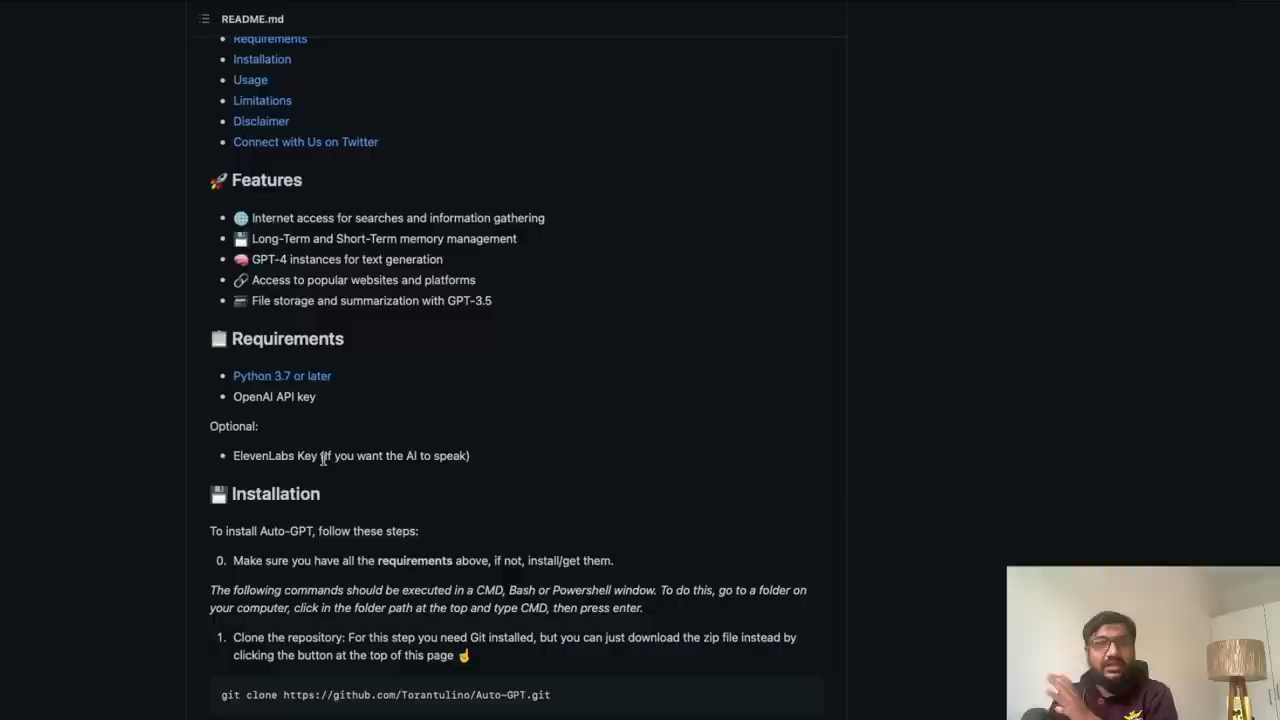 README.md
Requirements
Installation
Usage
Limitations
Disclaimer
Connect with Us on Twitter
🚀 Features
🌐 Internet access for searches and information gathering
💾 Long-Term and Short-Term memory management
🧠 GPT-4 instances for text generation
🔗 Access to popular websites and platforms
🗃️ File storage and summarization with GPT-3.5
📋 Requirements
Python 3.7 or later
OpenAI API key
Optional:
ElevenLabs Key (If you want the AI to speak)
💾 Installation
To install Auto-GPT, follow these steps:
0. Make sure you have all the requirements above, if not, install/get them.
The following commands should be executed in a CMD, Bash or Powershell window. To do this, go to a folder on
your computer, click in the folder path at the top and type CMD, then press enter.
1. Clone the repository: For this step you need Git installed, but you can just download the zip file instead by
clicking the button at the top of this page ☝️
git clone https://github.com/Torantulino/Auto-GPT.git